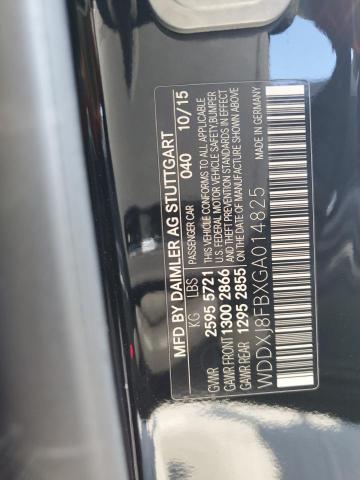 MFD BY DAIMLER AG STUTTGART
PASSENGER CAR 040 10/15
KG LBS
GVWR 2595 5721
GAWR FRONT 1300 2866
GAWR REAR 1295 2855
THIS VEHICLE CONFORMS TO ALL APPLICABLE
U.S. FEDERAL MOTOR VEHICLE SAFETY, BUMPER
AND THEFT PREVENTION STANDARDS IN EFFECT
ON THE DATE OF MANUFACTURE SHOWN ABOVE
WDDXJ8FBXGA014825
MADE IN GERMANY